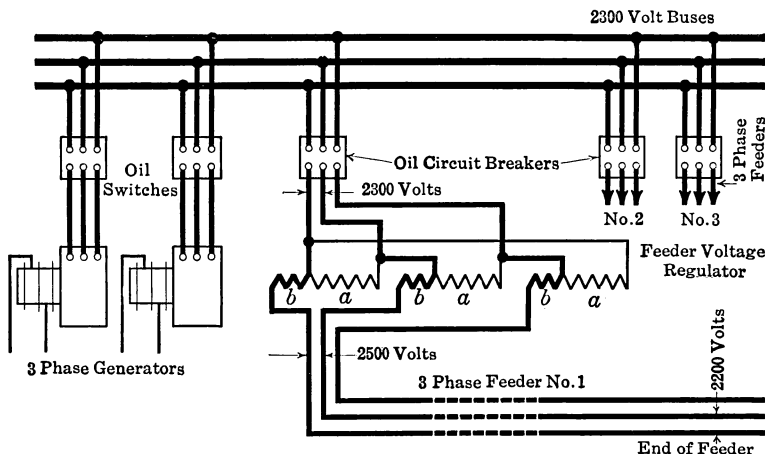 2300 Volt Buses
Oil
Switches
Oil Circuit Breakers
3 Phase
Feeders
2300 Volts
No.2
No.3
Feeder Voltage
Regulator
b
a
b
a
b
a
3 Phase Generators
2500 Volts
3 Phase Feeder No.1
2200 Volts
End of Feeder